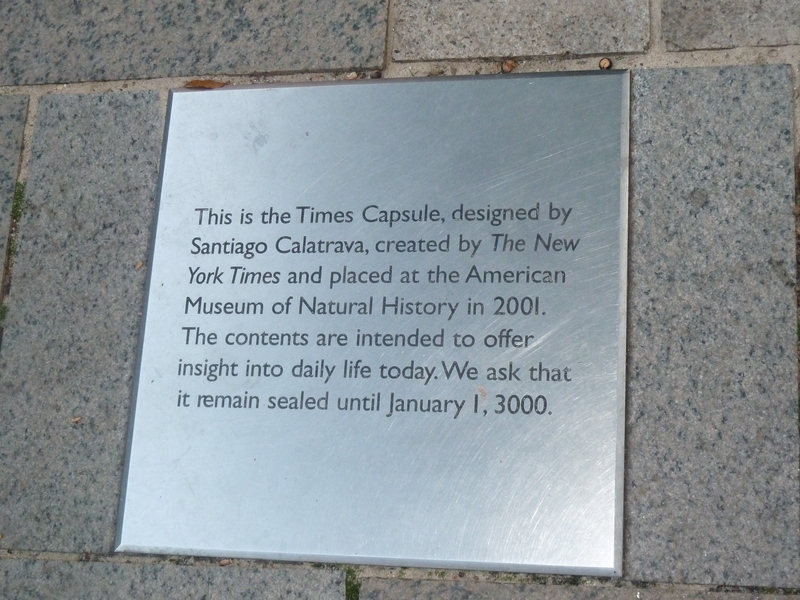 This is the Times Capsule, designed by
Santiago Calatrava, created by The New
York Times and placed at the American
Museum of Natural History in 2001.
The contents are intended to offer
insight into daily life today. We ask that
it remain sealed until January 1, 3000.